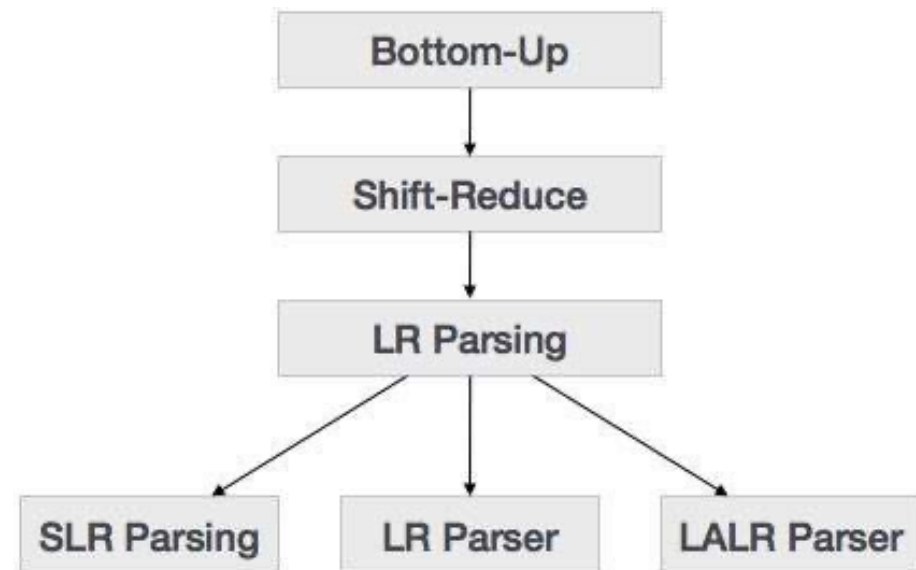 Bottom-Up
Shift-Reduce
LR Parsing
SLR Parsing
LR Parser
LALR Parser